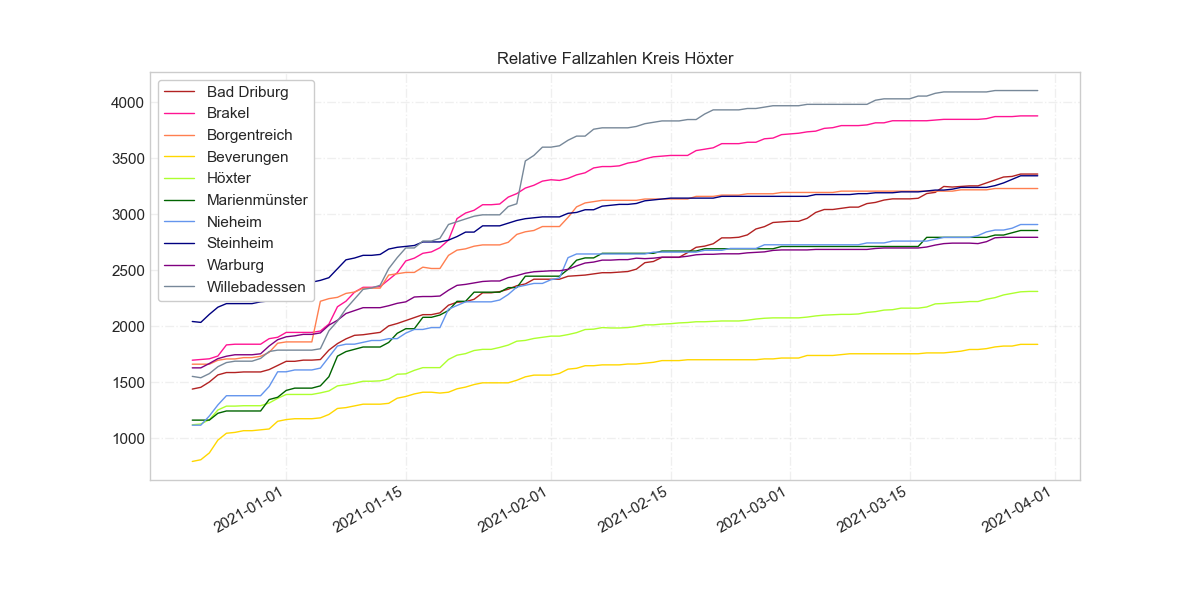 Relative Fallzahlen Kreis Höxter
Bad Driburg
Brakel
Borgentreich
Beverungen
Höxter
Marienmünster
Nieheim
Steinheim
Warburg
Willebadessen
4000
3500
3000
2500
2000
1500
1000
2021-01-01
2021-01-15
2021-02-01
2021-02-15
2021-03-01
2021-03-15
2021-04-01